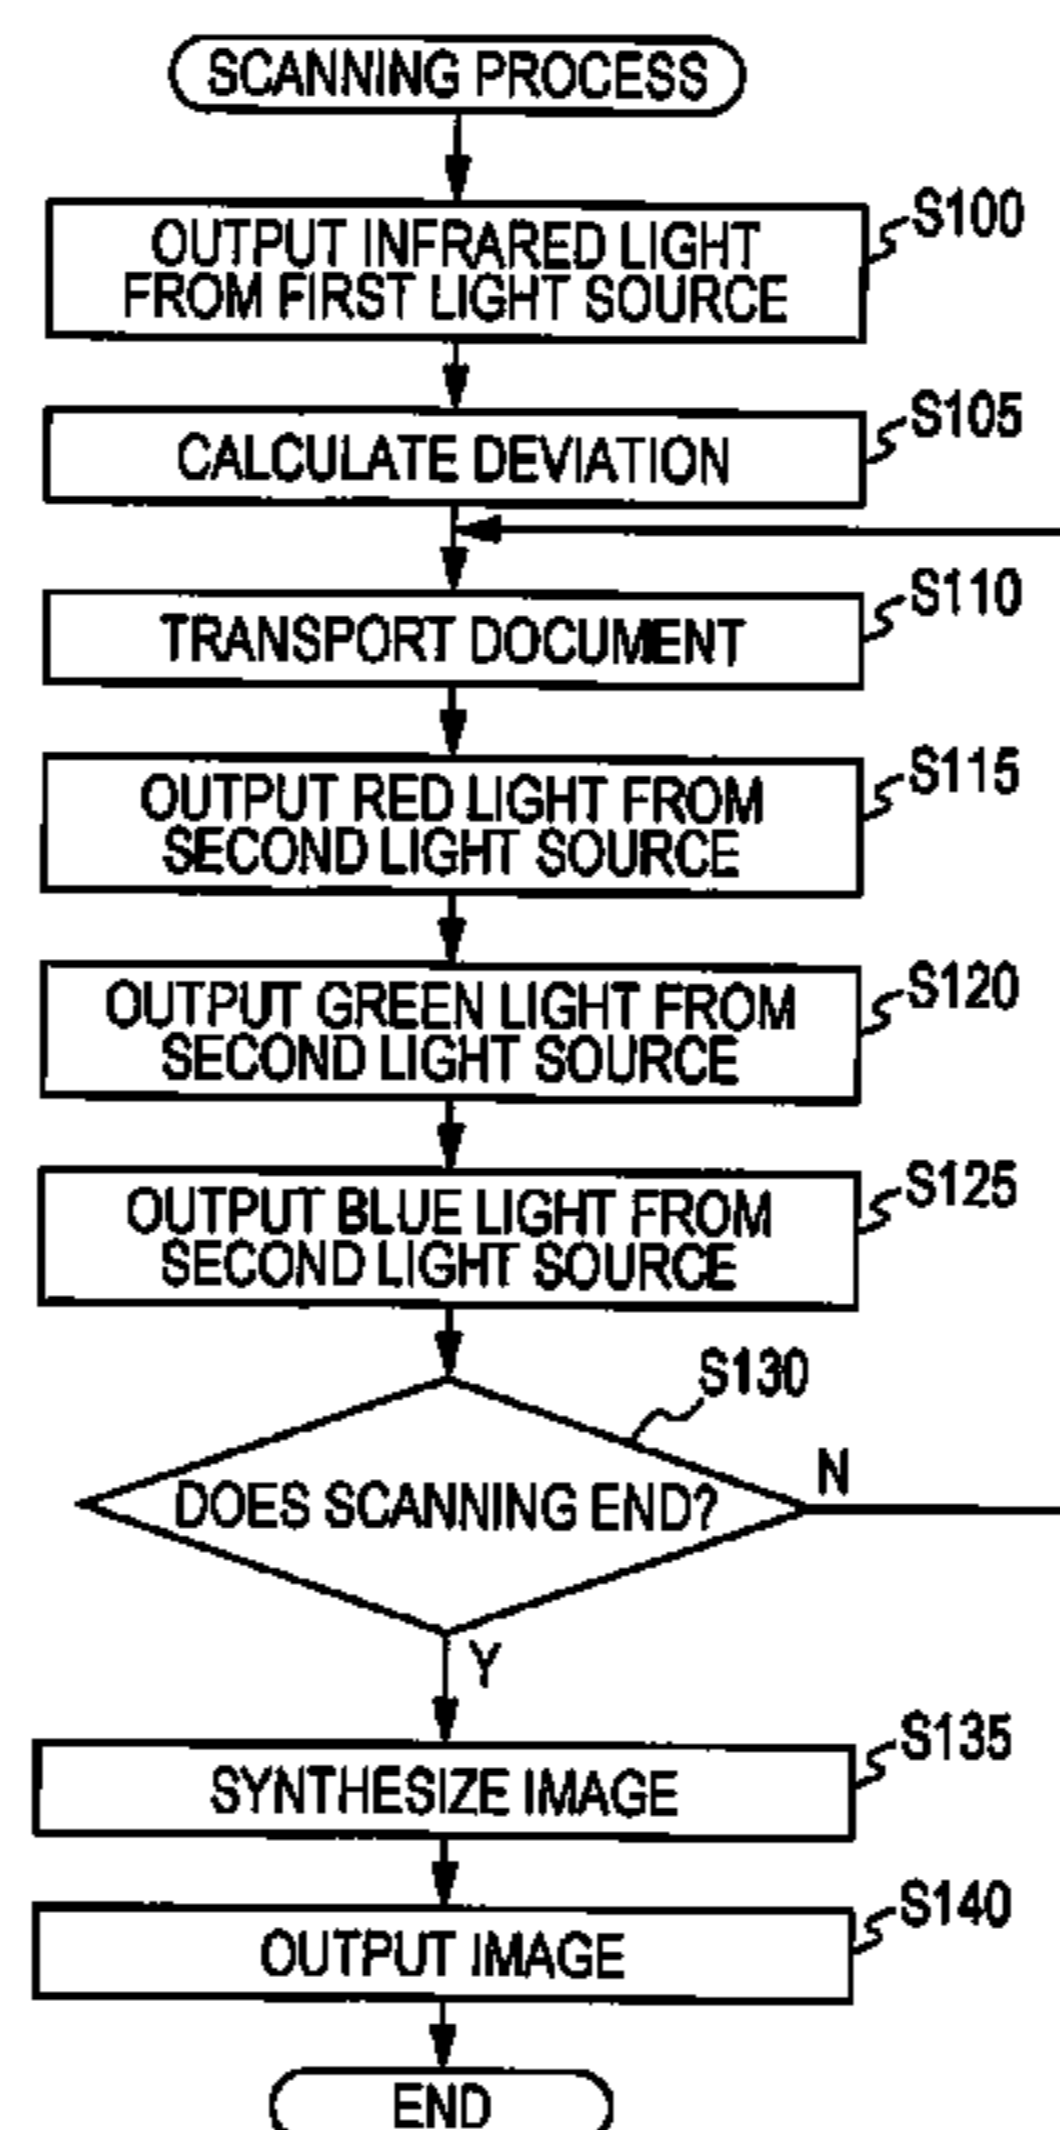 SCANNING PROCESS
S100
OUTPUT INFRARED LIGHT
FROM FIRST LIGHT SOURCE
S105
CALCULATE DEVIATION
S110
TRANSPORT DOCUMENT
S115
OUTPUT RED LIGHT FROM
SECOND LIGHT SOURCE
S120
OUTPUT GREEN LIGHT FROM
SECOND LIGHT SOURCE
S125
OUTPUT BLUE LIGHT FROM
SECOND LIGHT SOURCE
S130
N
DOES SCANNING END?
Y
S135
SYNTHESIZE IMAGE
S140
OUTPUT IMAGE
END